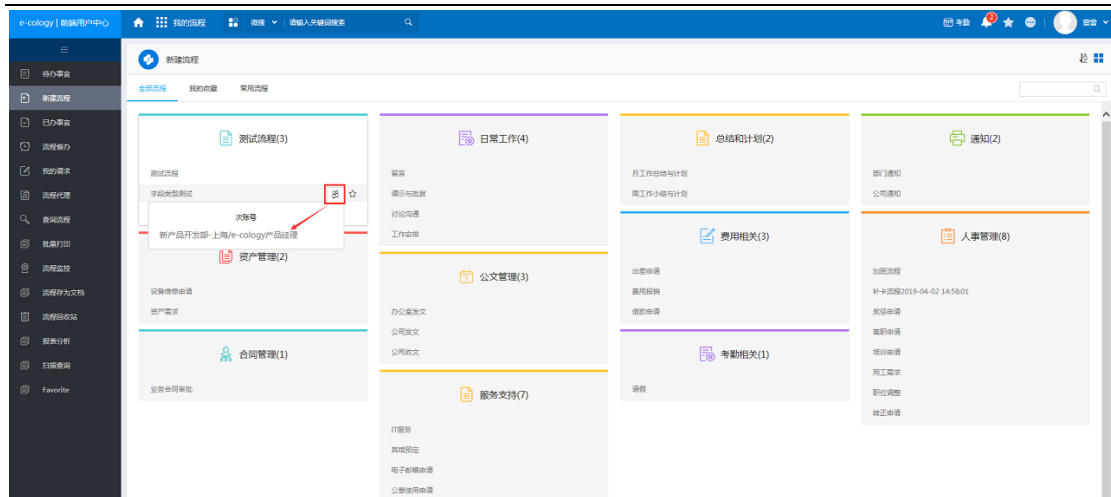 e-cology | 前端用户中心
我的流程
微搜
请输入关键词搜索
考勤
2
新建流程
待办事宜
新建流程
已办事宜
流程督办
我的请求
流程代理
查询流程
批量打印
流程监控
流程存为文档
流程回收站
报表分析
扫描查询
Favorite
全部流程 我的收藏 常用流程
测试流程(3)
测试流程
字段类型测试
次账号
新产品开发部-上海/e-cology产品经理
资产管理(2)
设备维修申请
资产需求
合同管理(1)
业务合同审批
日常工作(4)
留言
请示与批复
讨论沟通
工作安排
公文管理(3)
办公室发文
公司发文
公司收文
服务支持(7)
IT服务
宾馆预定
电子邮箱申请
公章使用申请
总结和计划(2)
月工作总结与计划
周工作小结与计划
费用相关(3)
出差申请
费用报销
借款申请
考勤相关(1)
请假
通知(2)
部门通知
公司通知
人事管理(8)
加班流程
补卡流程2019-04-02 14:58:01
奖惩申请
离职申请
培训申请
用工需求
职位调整
转正申请